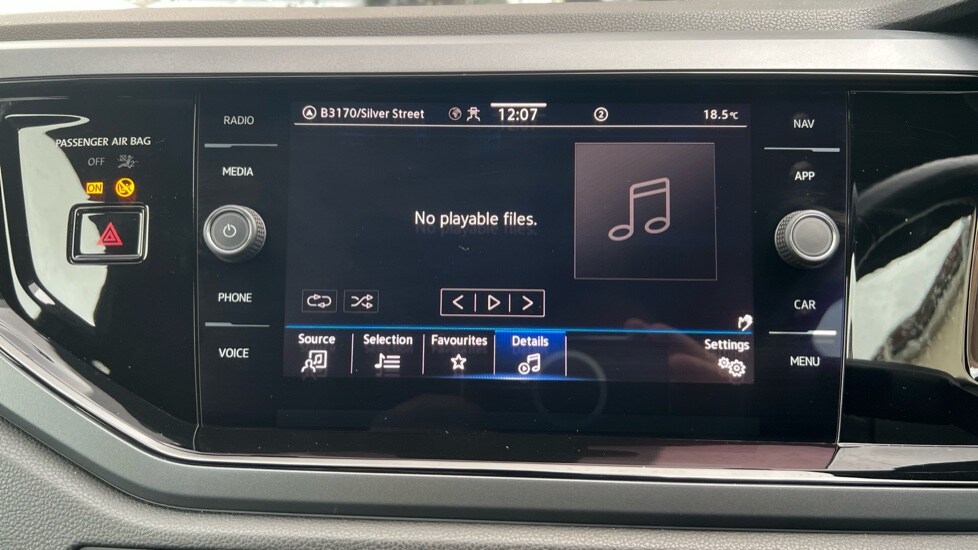 B3170/Silver Street 12:07 2 18.5°C
RADIO
NAV
PASSENGER AIR BAG
OFF
MEDIA
APP
ON
No playable files.
PHONE
CAR
Source Selection Favourites Details Settings
VOICE
MENU